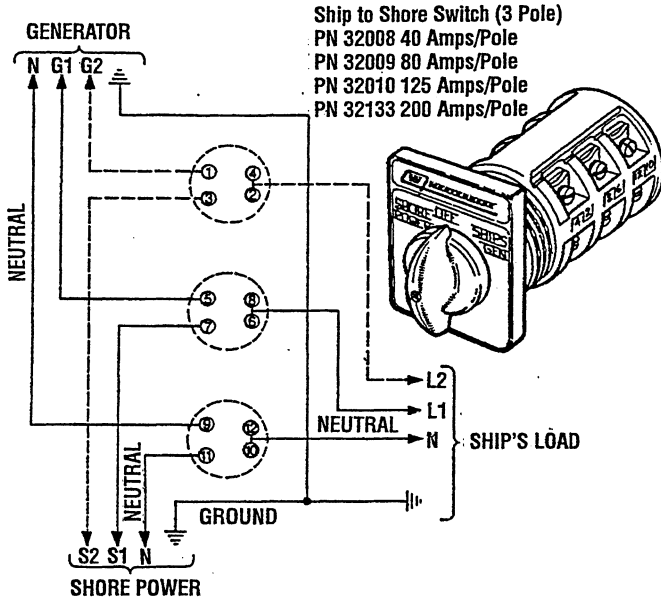 Ship to Shore Switch (3 Pole)
PN 32008 40 Amps/Pole
PN 32009 80 Amps/Pole
PN 32010 125 Amps/Pole
PN 32133 200 Amps/Pole
GENERATOR
N G1 G2
1 4
3 2
NEUTRAL
5 8
7 6
9 12
11 10
SHORE OFF SHIPS
GEN
L2
L1
NEUTRAL N
SHIP'S LOAD
NEUTRAL
GROUND
S2 S1 N
SHORE POWER